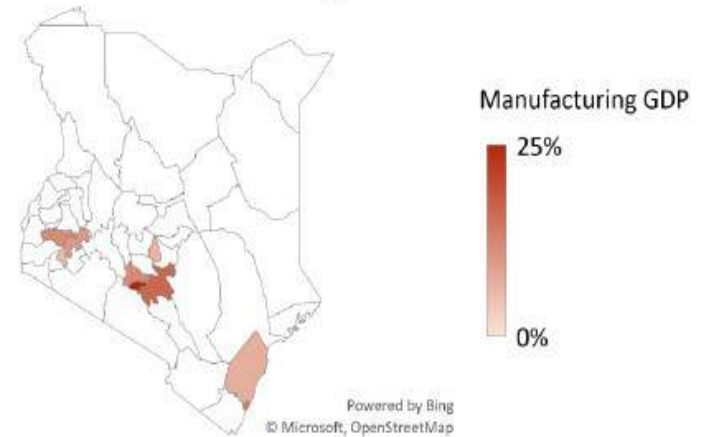 Manufacturing GDP
25%
0%
Powered by Bing
© Microsoft, OpenStreetMap